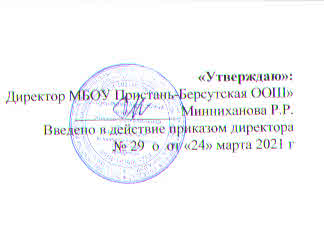 «Утверждаю»:
Директор МБОУ Пристань-Берсутская ООШ»
Минниханова Р.Р.
Введено в действие приказом директора
№ 29 о от «24» марта 2021 г